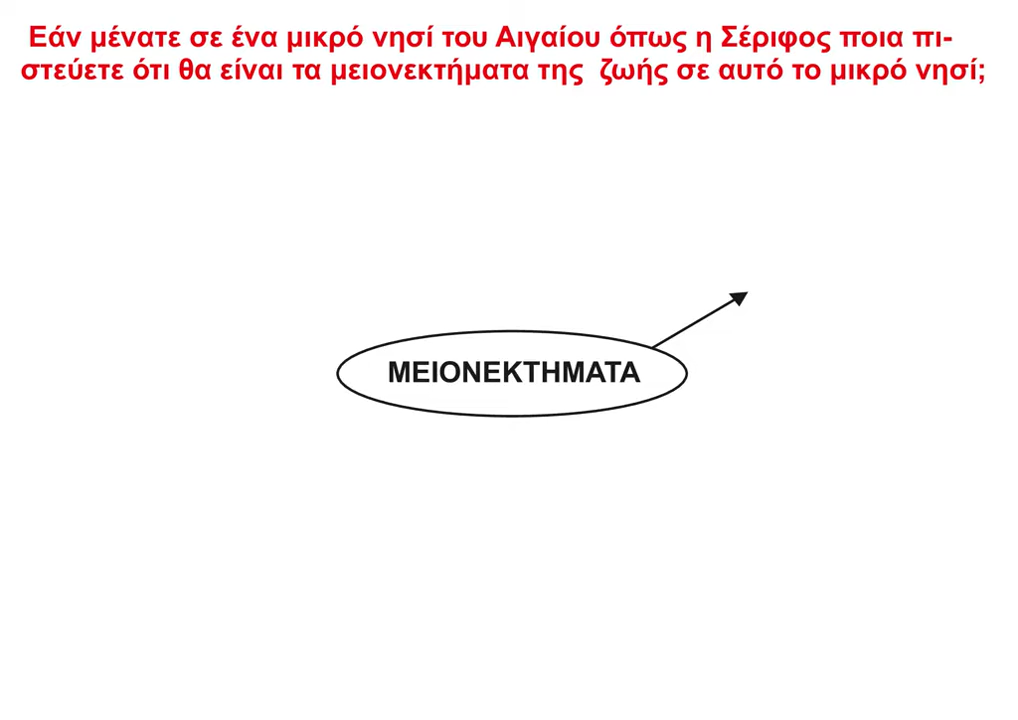 Εάν μένατε σε ένα μικρό νησί του Αιγαίου όπως η Σέριφος ποια πι-
στεύετε ότι θα είναι τα μειονεκτήματα της ζωής σε αυτό το μικρό νησί;
ΜΕΙΟΝΕΚΤΗΜΑΤΑ